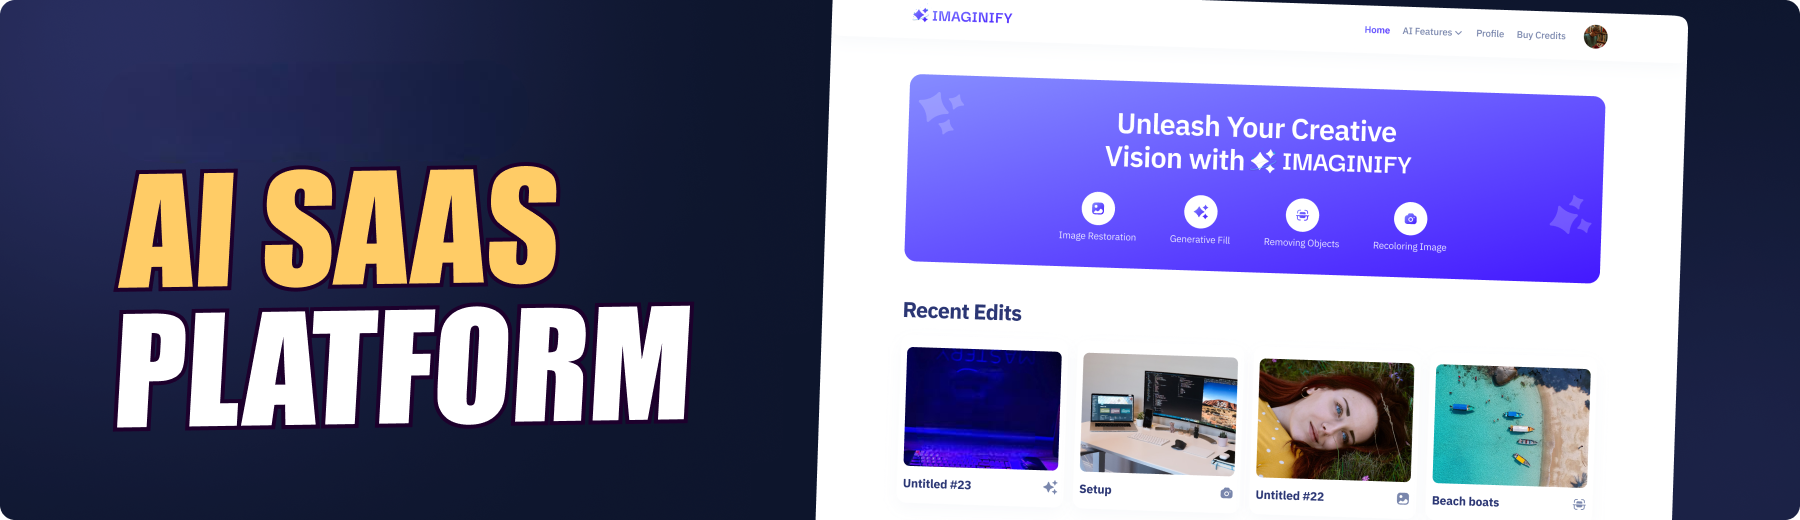 AI SAAS
PLATFORM
IMAGINIFY
Home AI Features Profile Buy Credits
Unleash Your Creative
Vision with IMAGINIFY
Image Restoration Generative Fill Removing Objects Recoloring Image
Recent Edits
Untitled #23 Setup Untitled #22 Beach boats